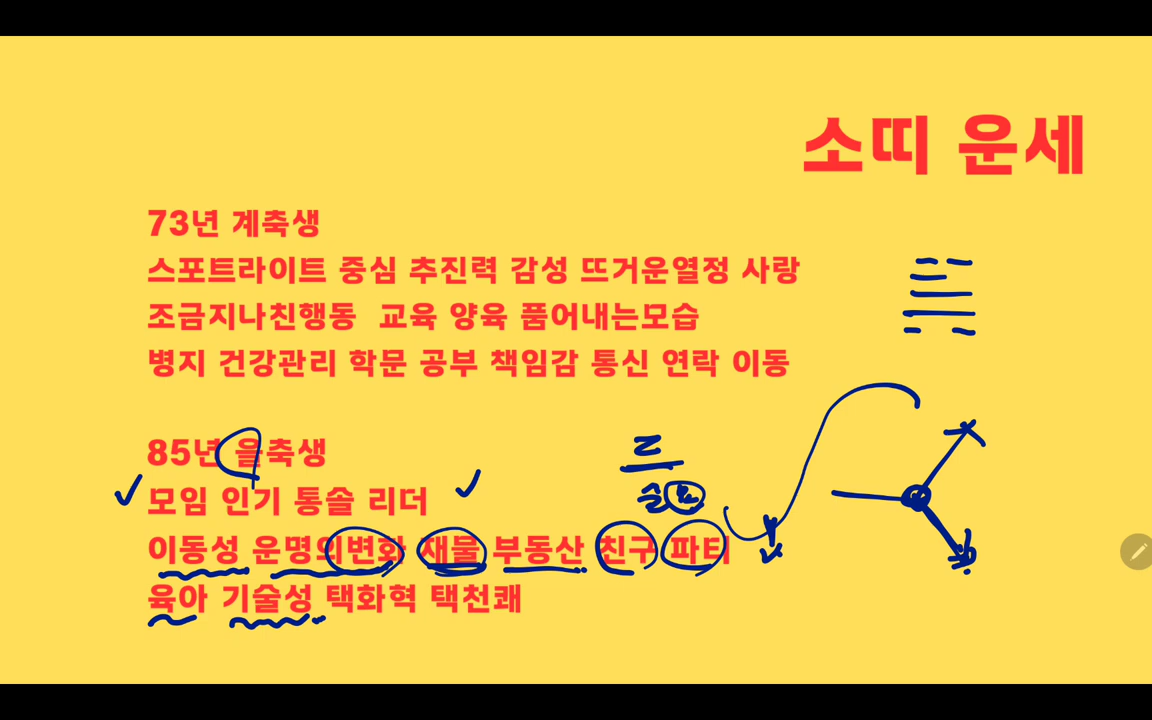 소띠 운세
73년 계축생
스포트라이트 중심 추진력 감성 뜨거운열정 사랑
조금지나친행동 교육 양육 품어내는모습
병지 건강관리 학문 공부 책임감 통신 연락 이동
85년 을축생
모임 인기 통솔 리더
이동성 운명의변화 재물 부동산 친구 파티
육아 기술성 택화혁 택천쾌